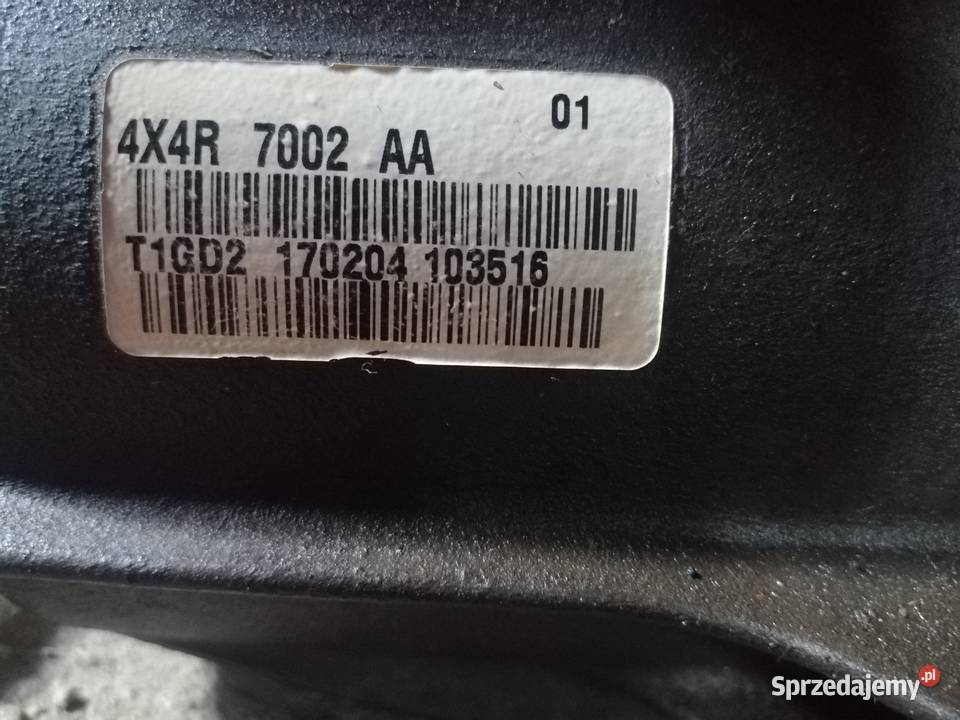 01
4X4R 7002 AA
T1GD2 170204 103516
Sprzedajemy.pl